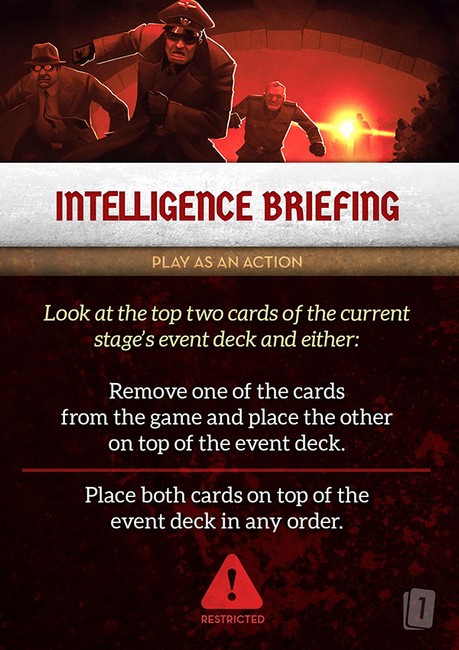 INTELLIGENCE BRIEFING
PLAY AS AN ACTION
Look at the top two cards of the current
stage's event deck and either:
Remove one of the cards
from the game and place the other
on top of the event deck.
Place both cards on top of the
event deck in any order.
!
RESTRICTED
1